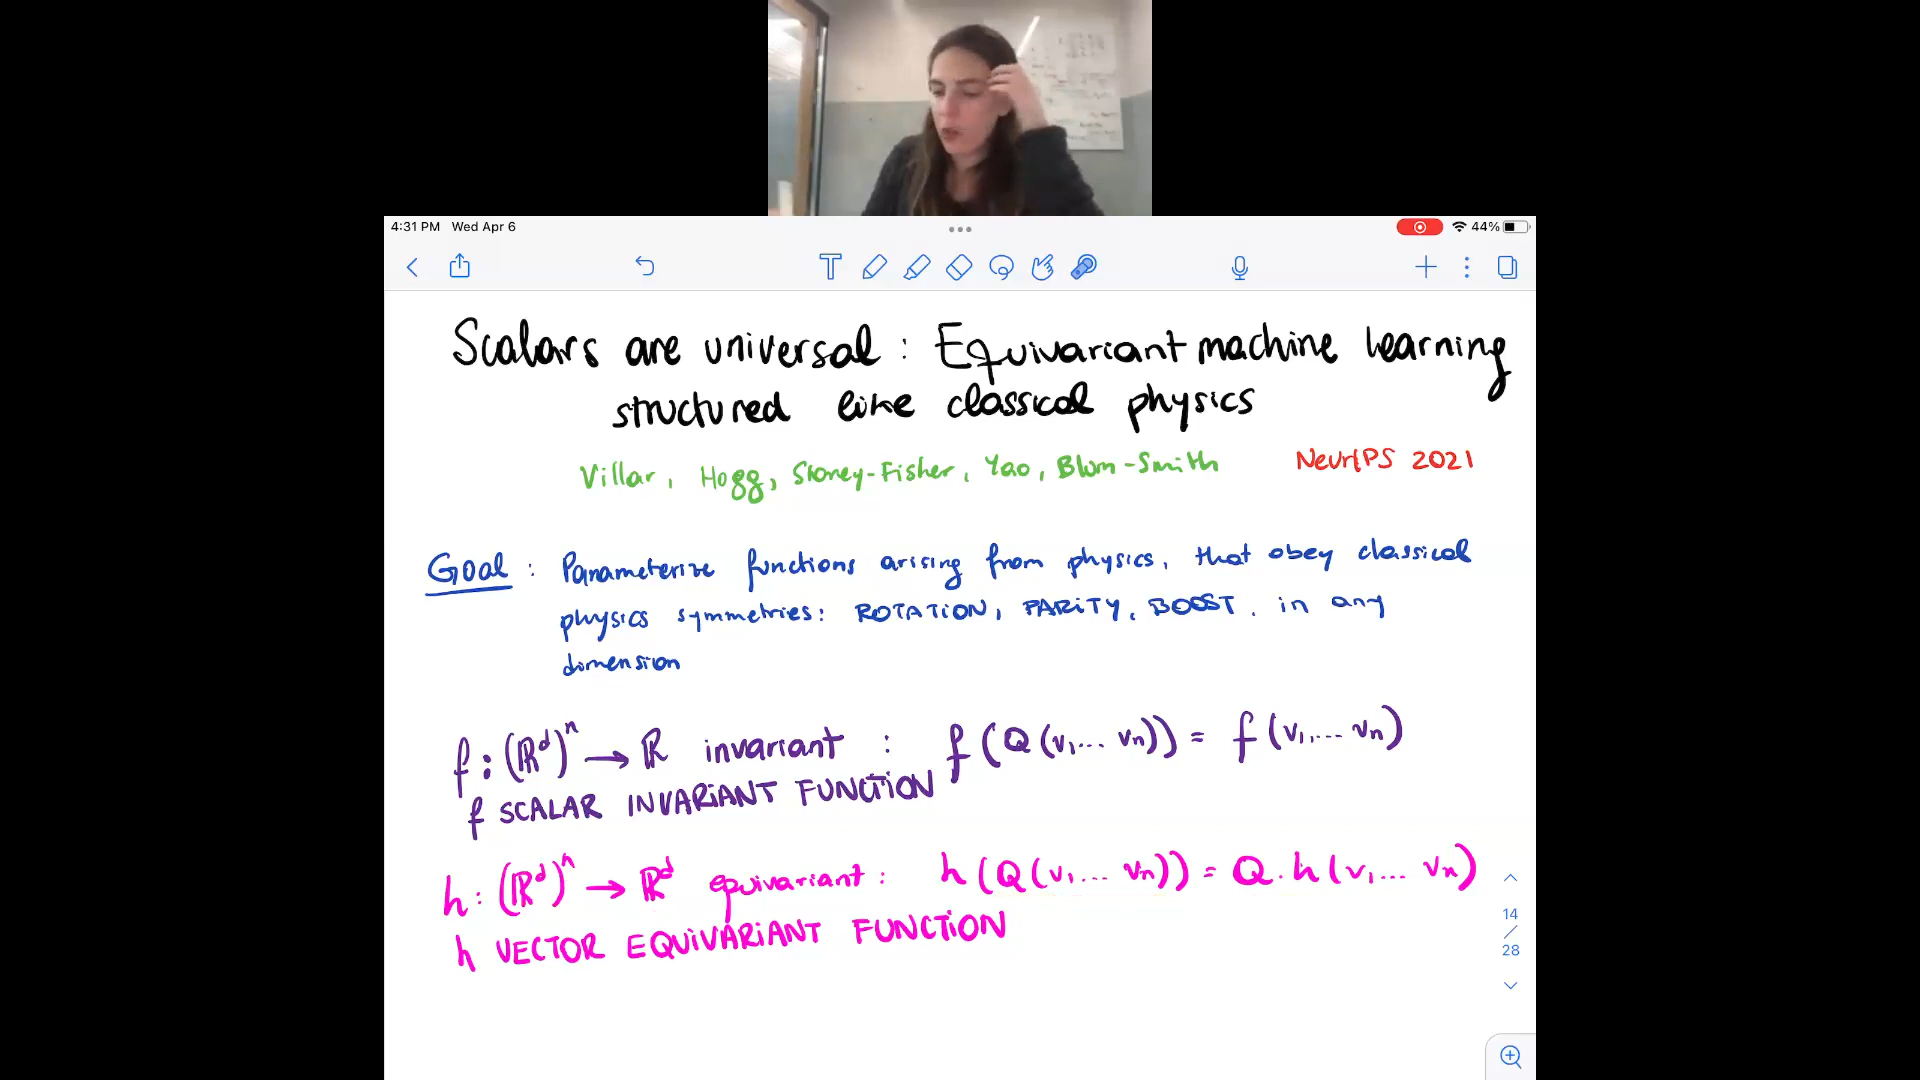 4:31 PM Wed Apr 6
44%
Scalars are universal : Equivariant machine learning
structured like classical physics
Villar, Hogg, Storey-Fisher, Yao, Blum-Smith NeurIPS 2021
Goal : Parameterize functions arising from physics, that obey classical
physics symmetries: ROTATION, PARITY, BOOST. in any
dimension
f : (ℝᵈ)ⁿ → ℝ invariant : f (Q (v₁... vₙ)) = f (v₁,... vₙ)
f SCALAR INVARIANT FUNCTION
h : (ℝᵈ)ⁿ → ℝᵈ equivariant : h (Q (v₁... vₙ)) = Q . h (v₁... vₙ)
h VECTOR EQUIVARIANT FUNCTION
14
/
28